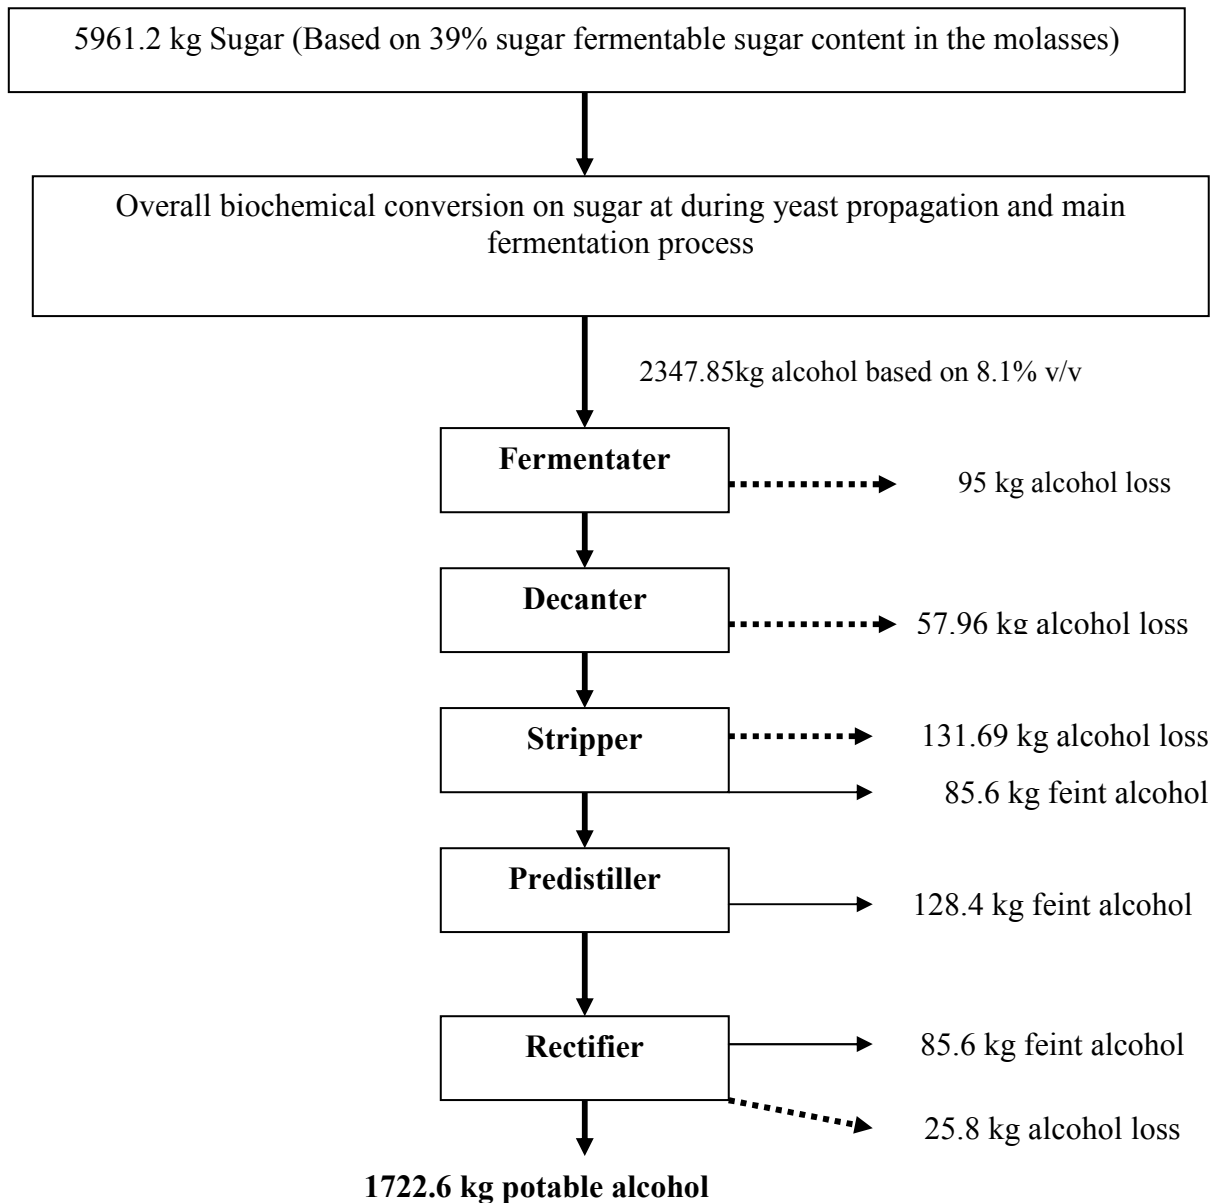 5961.2 kg Sugar (Based on 39% sugar fermentable sugar content in the molasses)
Overall biochemical conversion on sugar at during yeast propagation and main
fermentation process
2347.85kg alcohol based on 8.1% v/v
Fermentater
95 kg alcohol loss
Decanter
57.96 kg alcohol loss
Stripper
131.69 kg alcohol loss
85.6 kg feint alcohol
Predistiller
128.4 kg feint alcohol
Rectifier
85.6 kg feint alcohol
25.8 kg alcohol loss
1722.6 kg potable alcohol